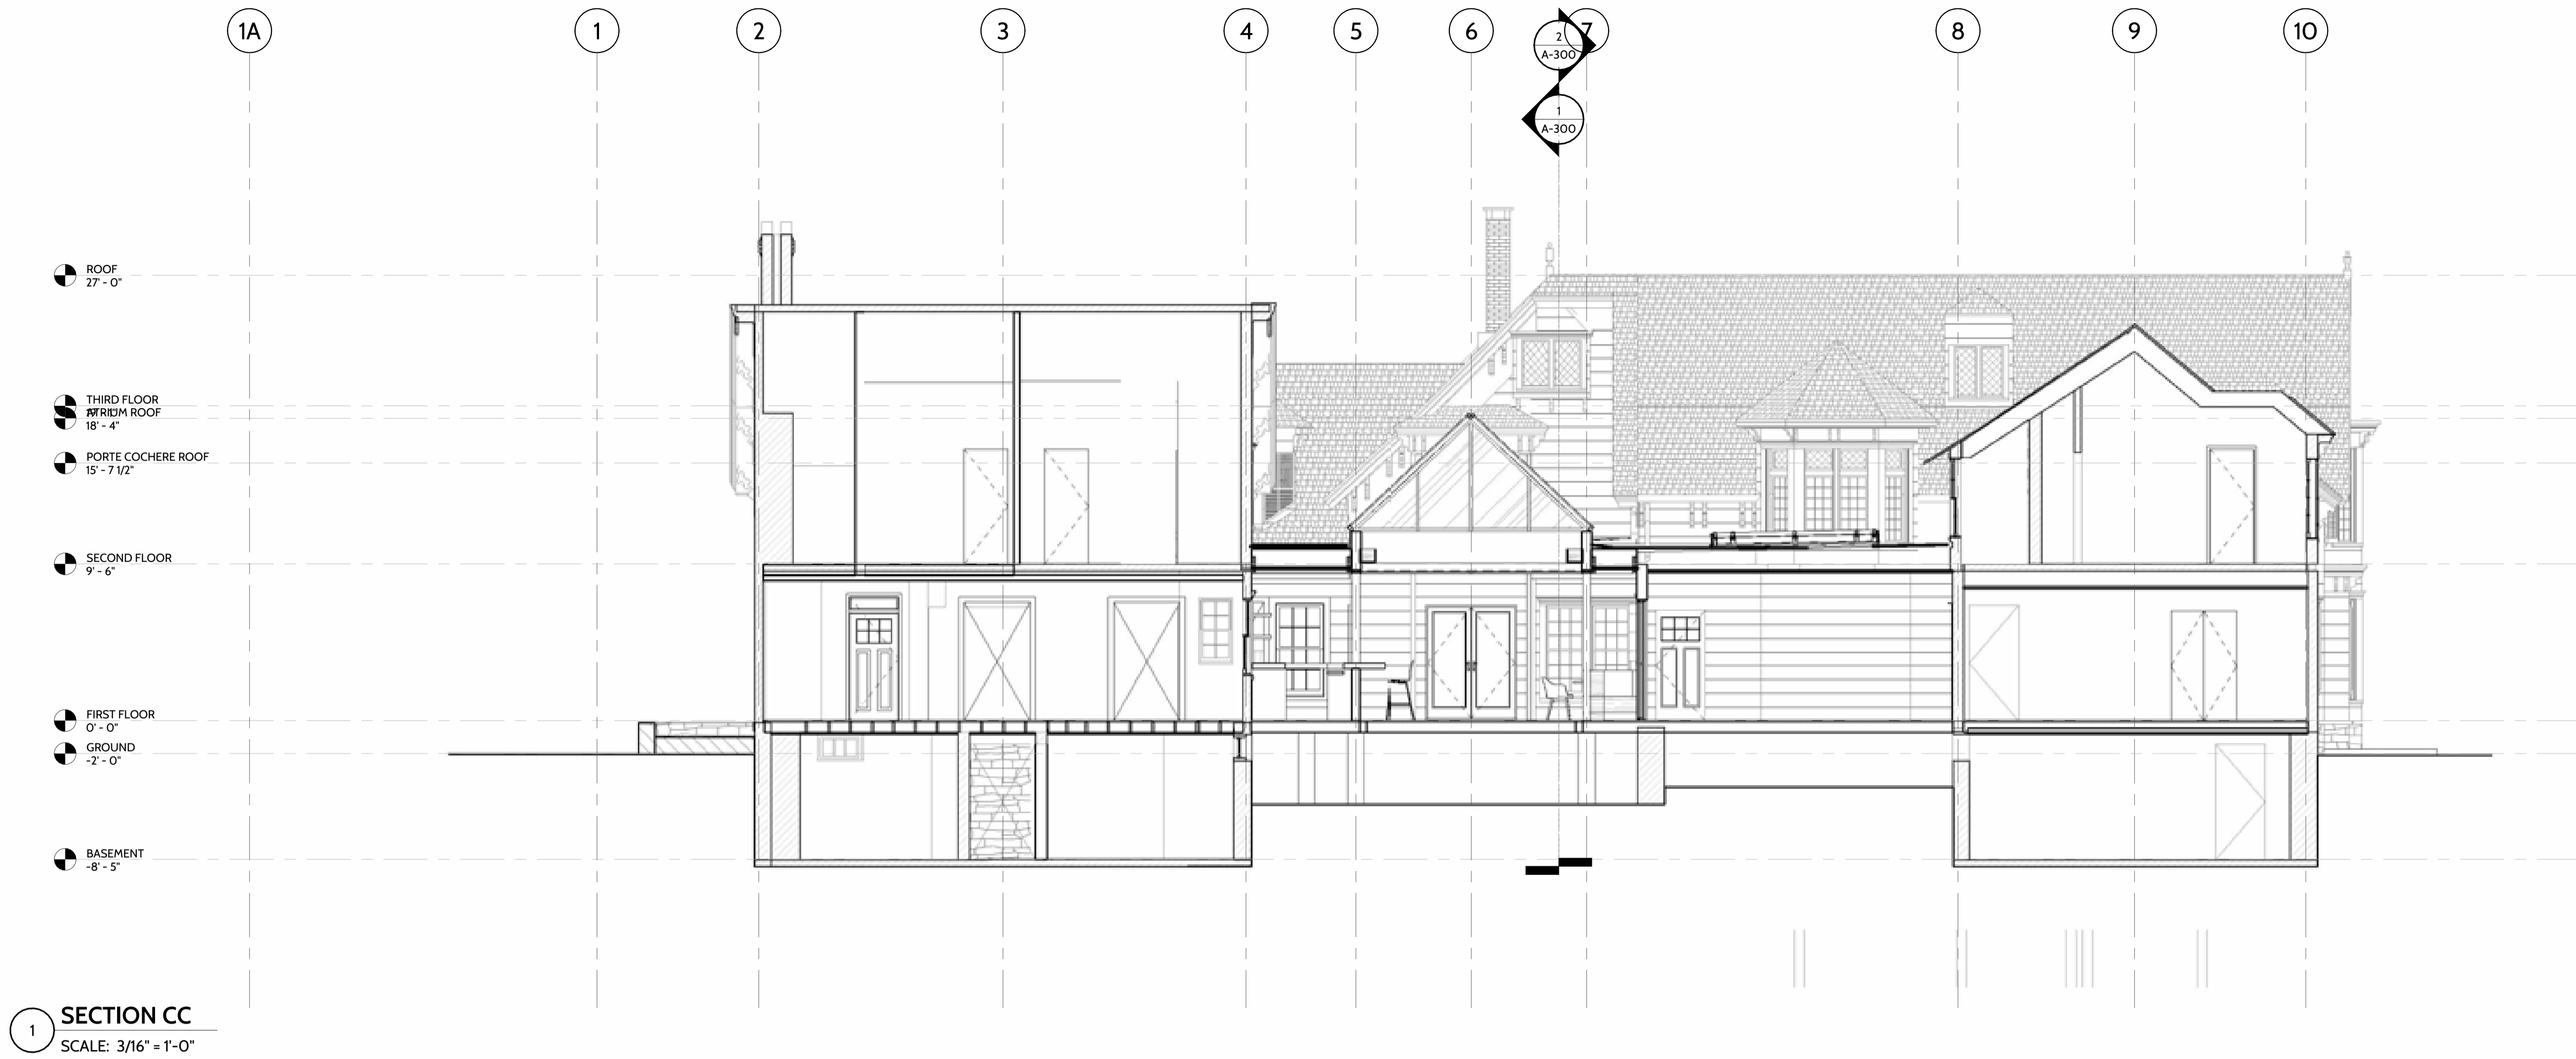 1A 1 2 3 4 5 6 7 8 9 10
2
A-300
1
A-300
ROOF
27' - 0"
THIRD FLOOR
ATRIUM ROOF
18' - 4"
PORTE COCHERE ROOF
15' - 7 1/2"
SECOND FLOOR
9' - 6"
FIRST FLOOR
0' - 0"
GROUND
-2' - 0"
BASEMENT
-8' - 5"
1
SECTION CC
SCALE: 3/16" = 1'-0"